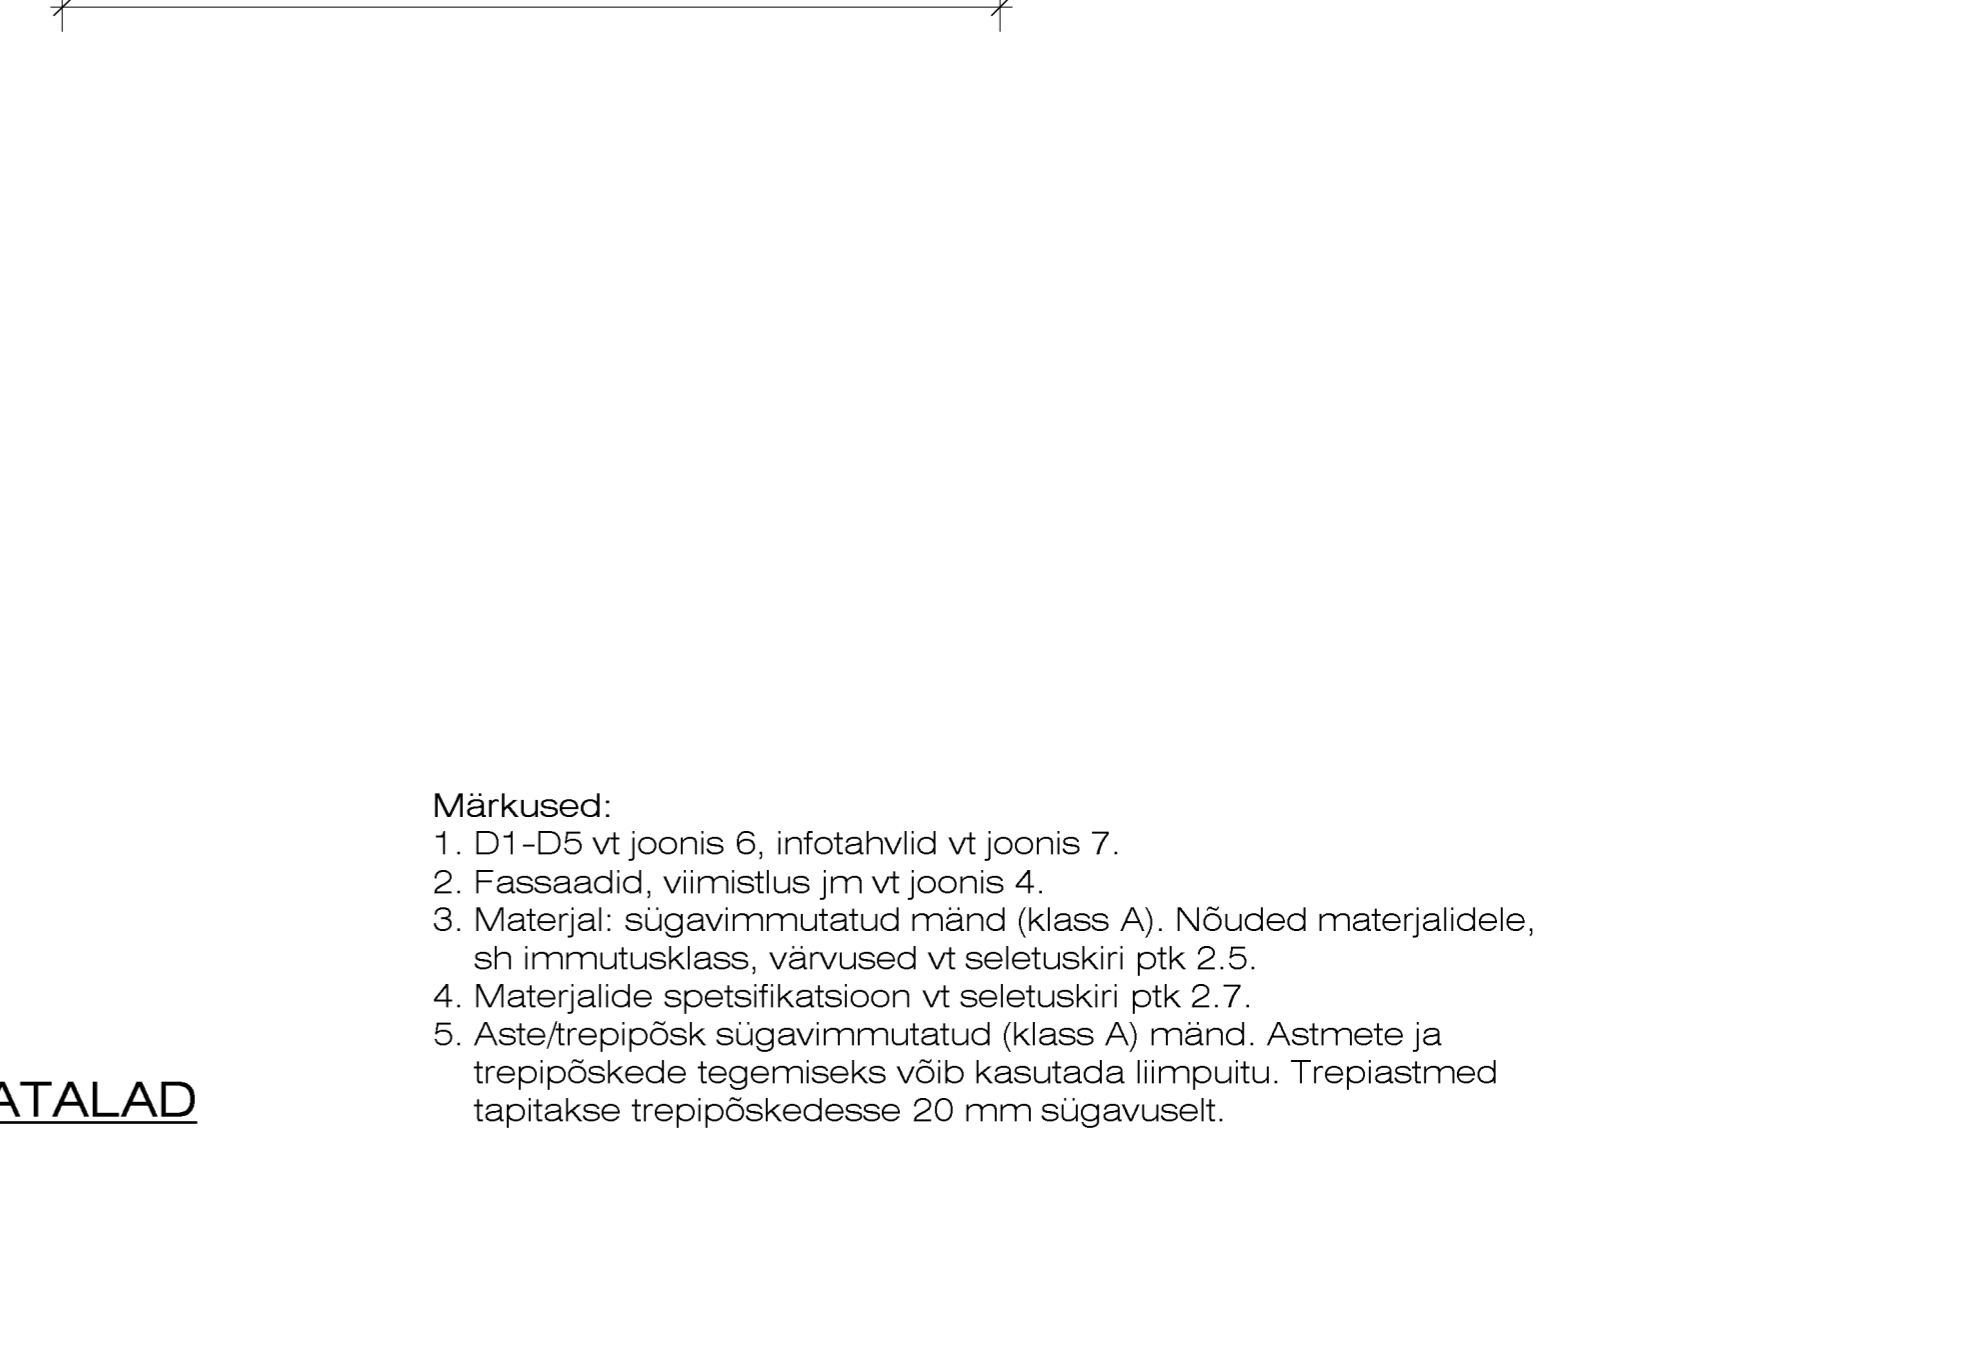 Märkused:
1. D1-D5 vt joonis 6, infotahvlid vt joonis 7.
2. Fassaadid, viimistlus jm vt joonis 4.
3. Materjal: sügavimmutatud mänd (klass A). Nõuded materjalidele,
sh immutusklass, värvused vt seletuskiri ptk 2.5.
4. Materjalide spetsifikatsioon vt seletuskiri ptk 2.7.
5. Aste/trepipõsk sügavimmutatud (klass A) mänd. Astmete ja
trepipõskede tegemiseks võib kasutada liimpuitu. Trepiastmed
tapitakse trepipõskedesse 20 mm sügavuselt.
ATALAD